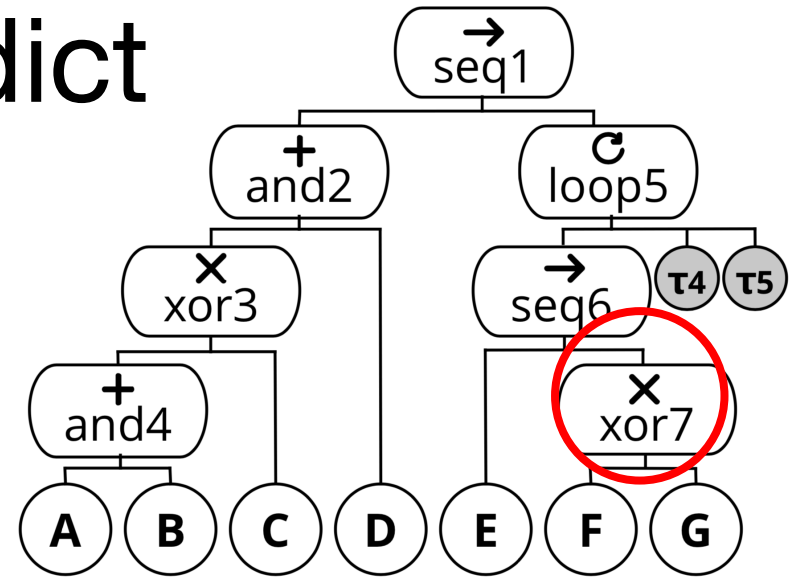 dict
→
seq1
+
and2
↻
loop5
×
xor3
→
seq6
τ4
τ5
+
and4
×
xor7
A
B
C
D
E
F
G